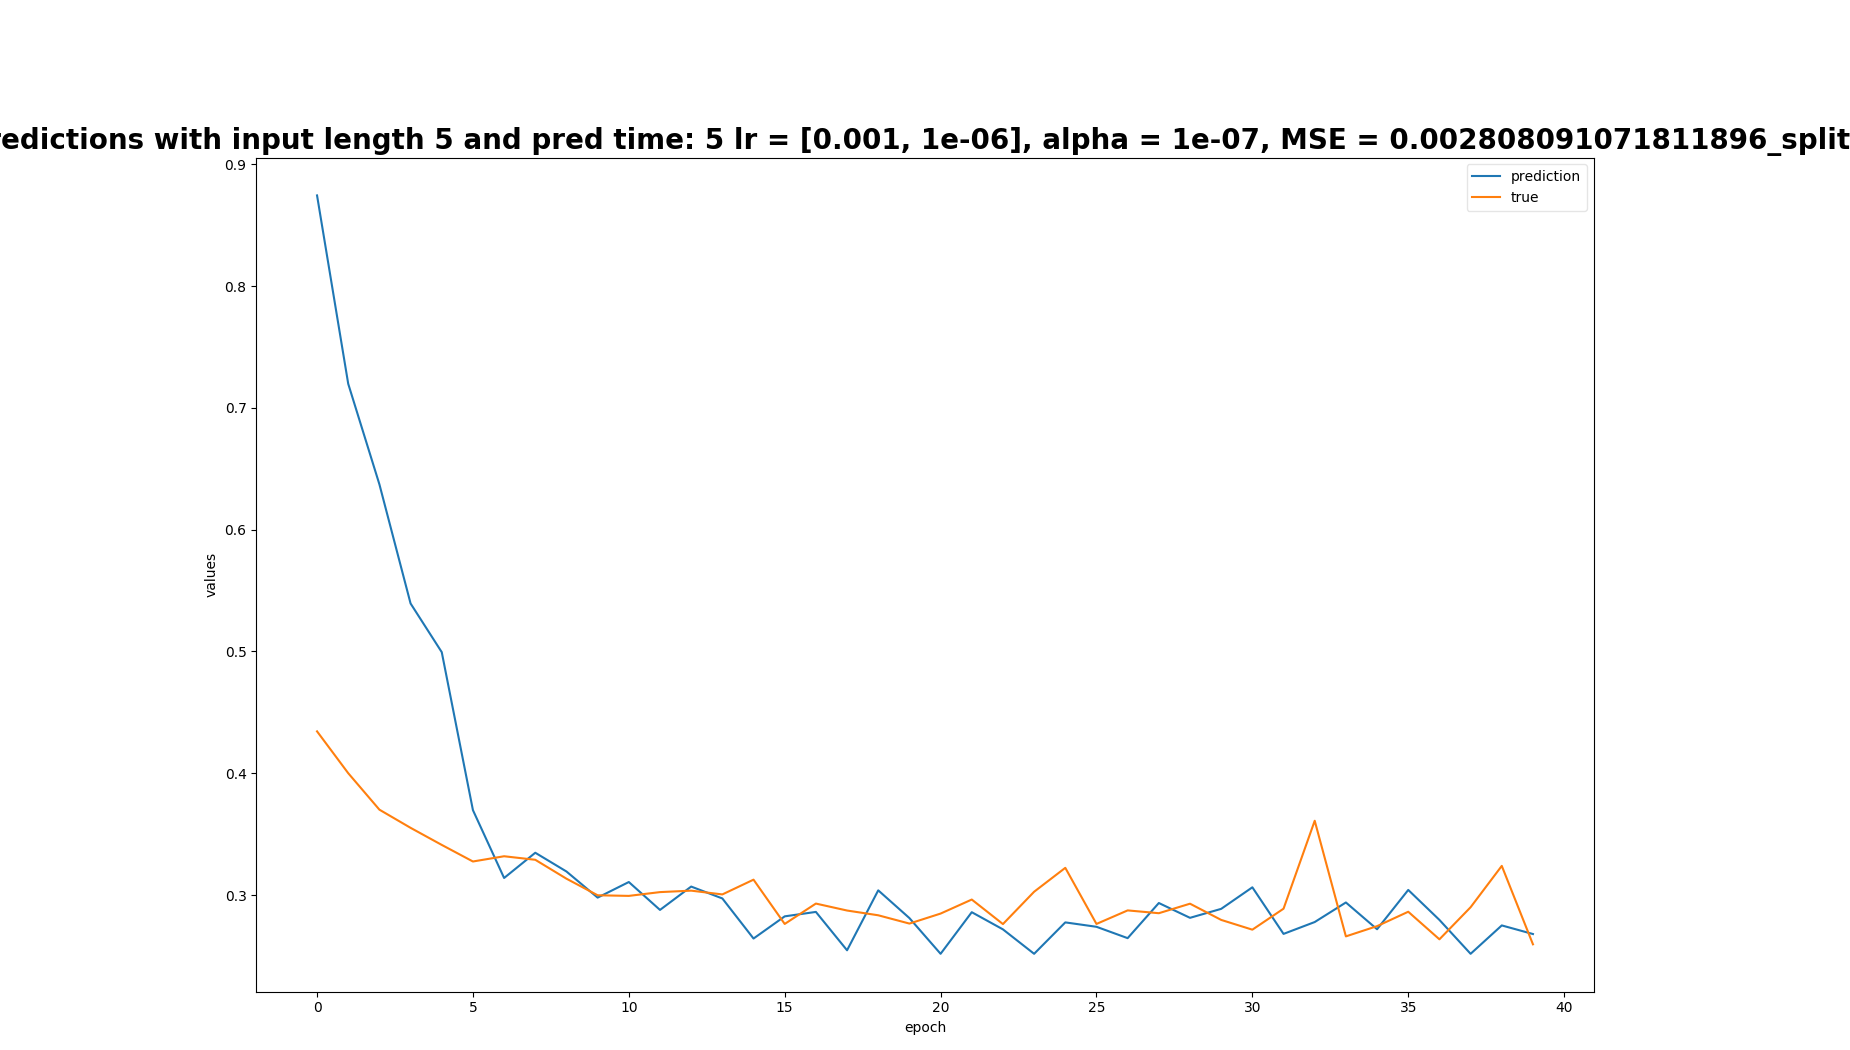 redictions with input length 5 and pred time: 5 lr = [0.001, 1e-06], alpha = 1e-07, MSE = 0.002808091071811896_split
prediction
true
0.9
0.8
0.7
0.6
0.5
0.4
0.3
values
0 5 10 15 20 25 30 35 40
epoch